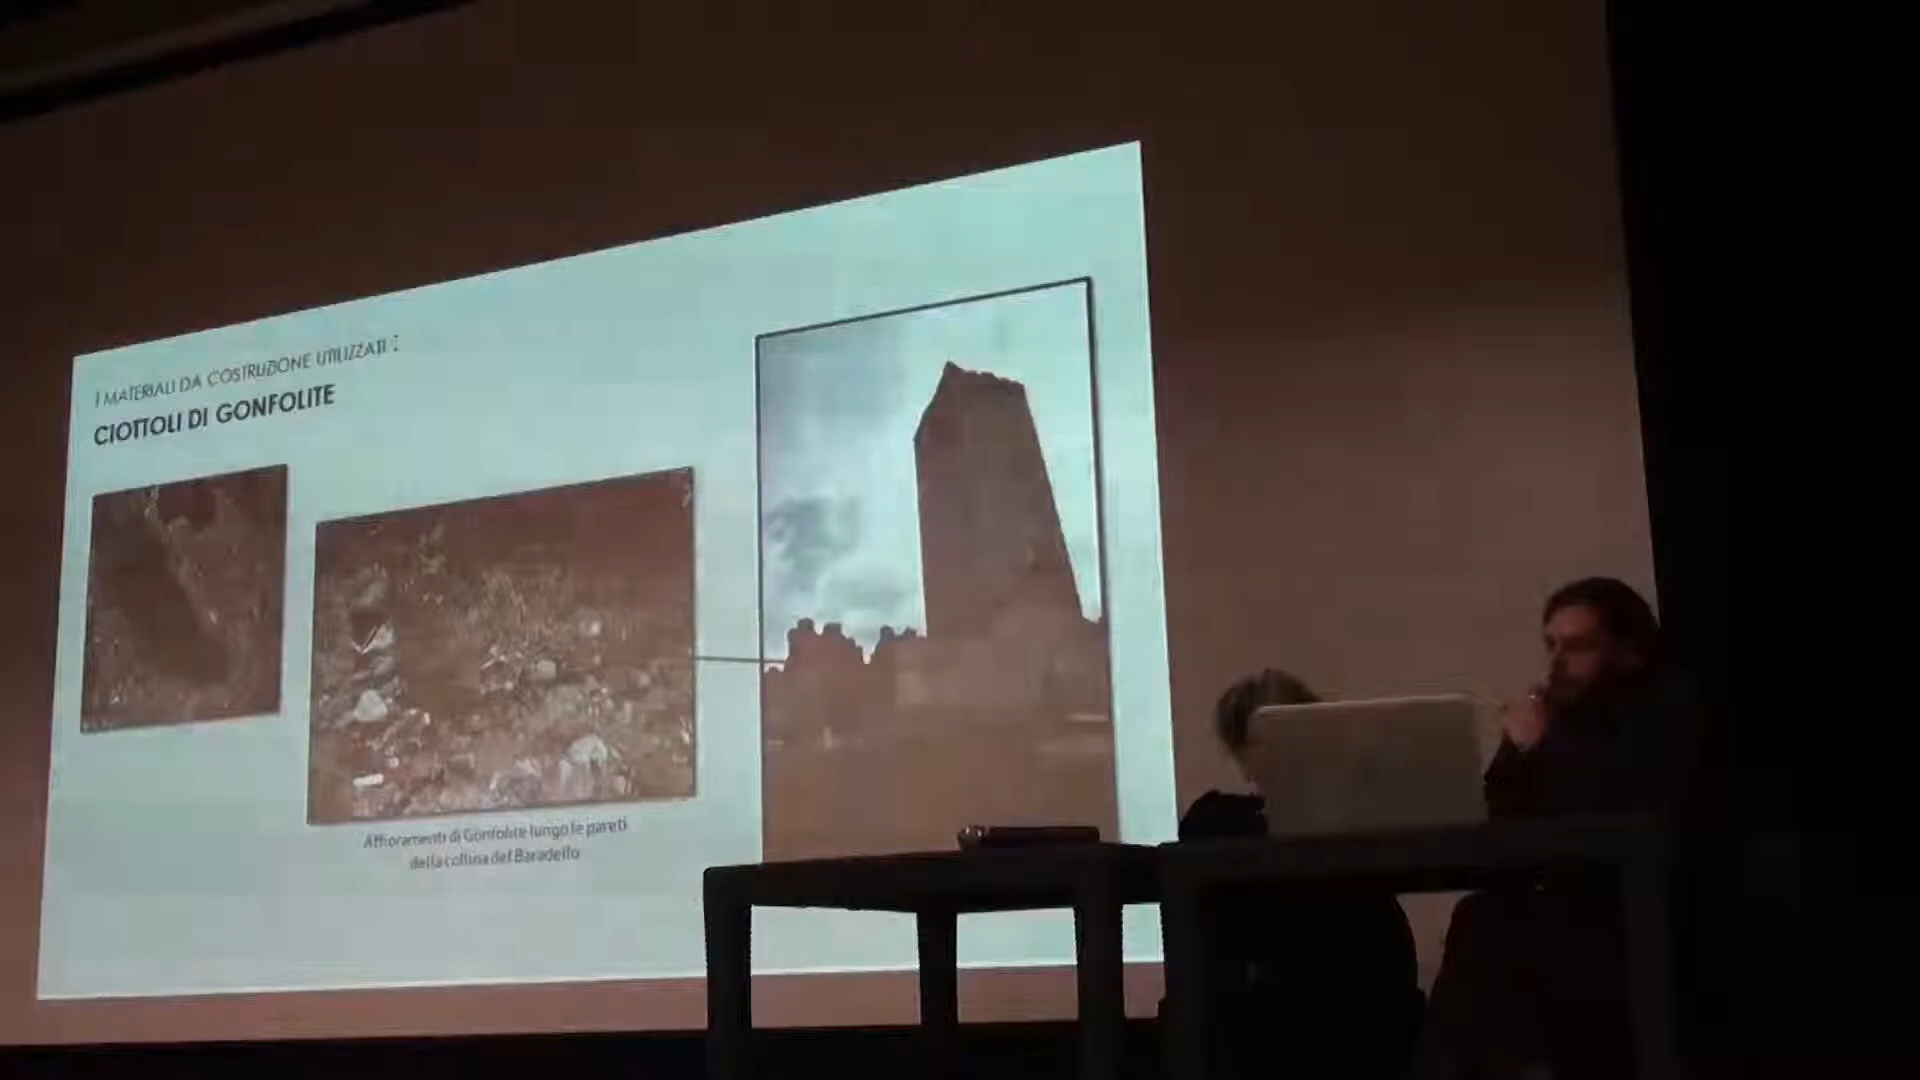 I MATERIALI DA COSTRUZIONE UTILIZZATI :
CIOTTOLI DI GONFOLITE
Affioramenti di Gonfolite lungo le pareti
della collina del Baradello